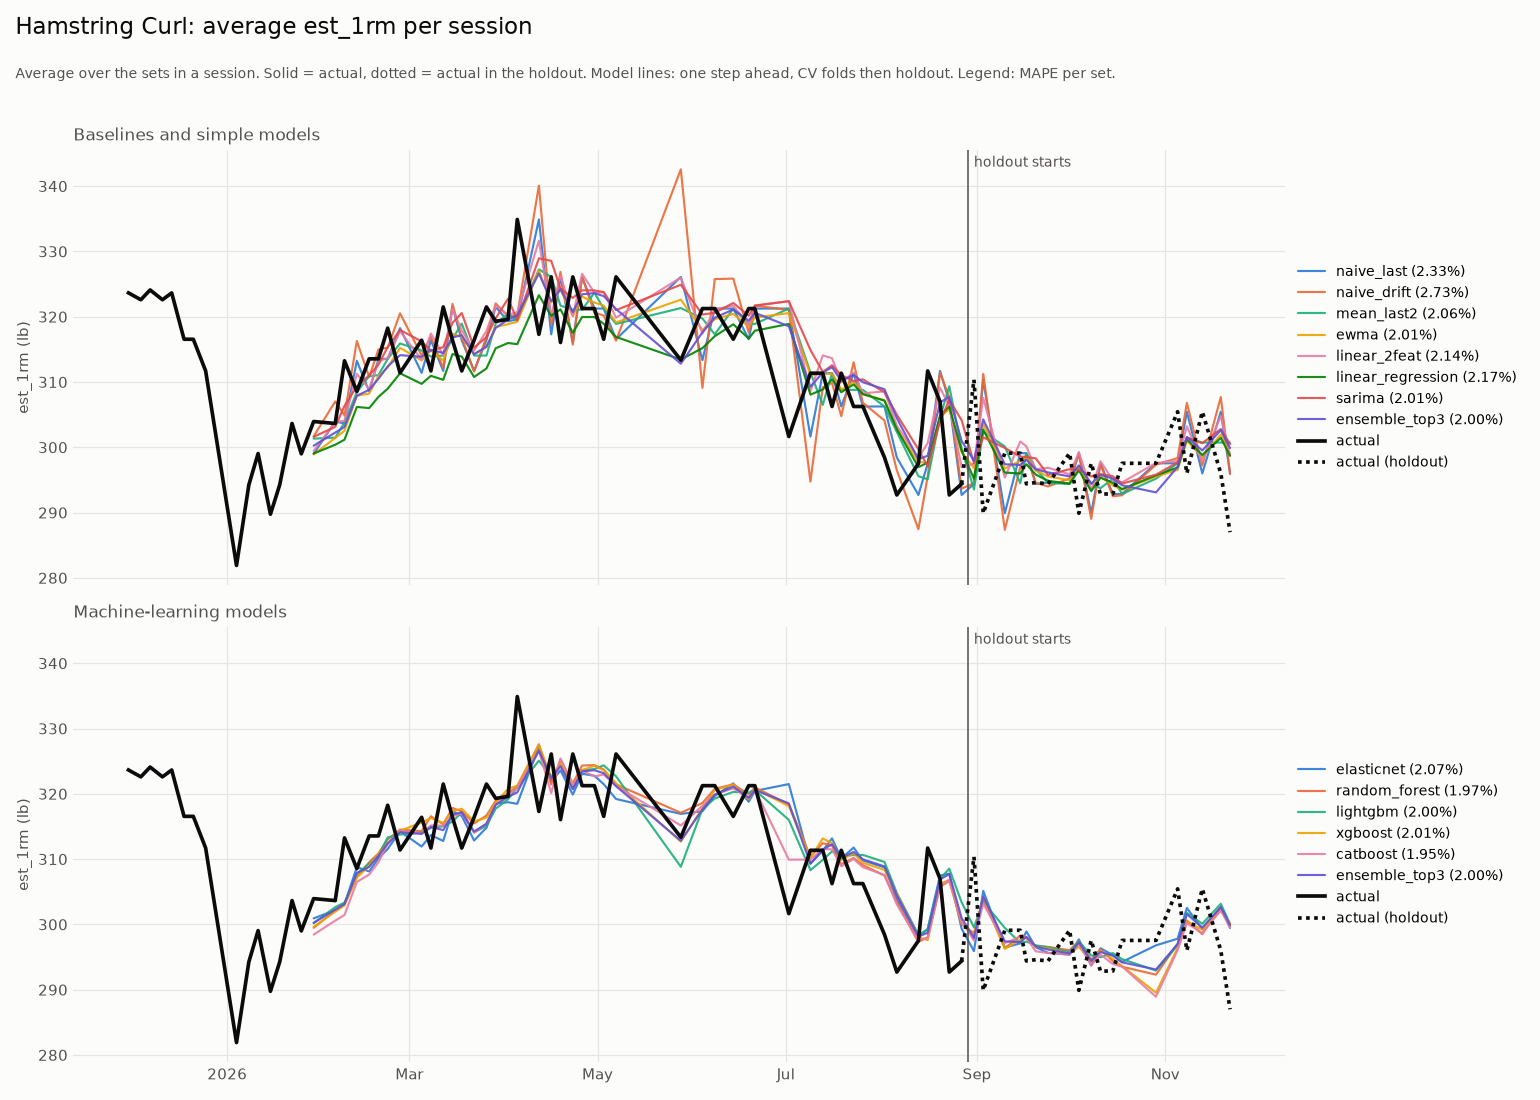 Hamstring Curl: average est_1rm per session
Average over the sets in a session. Solid = actual, dotted = actual in the holdout. Model lines: one step ahead, CV folds then holdout. Legend: MAPE per set.
Baselines and simple models
holdout starts
340
330
320
310
300
290
280
est_1rm (lb)
naive_last (2.33%)
naive_drift (2.73%)
mean_last2 (2.06%)
ewma (2.01%)
linear_2feat (2.14%)
linear_regression (2.17%)
sarima (2.01%)
ensemble_top3 (2.00%)
actual
actual (holdout)
Machine-learning models
holdout starts
340
330
320
310
300
290
280
est_1rm (lb)
elasticnet (2.07%)
random_forest (1.97%)
lightgbm (2.00%)
xgboost (2.01%)
catboost (1.95%)
ensemble_top3 (2.00%)
actual
actual (holdout)
2026 Mar May Jul Sep Nov